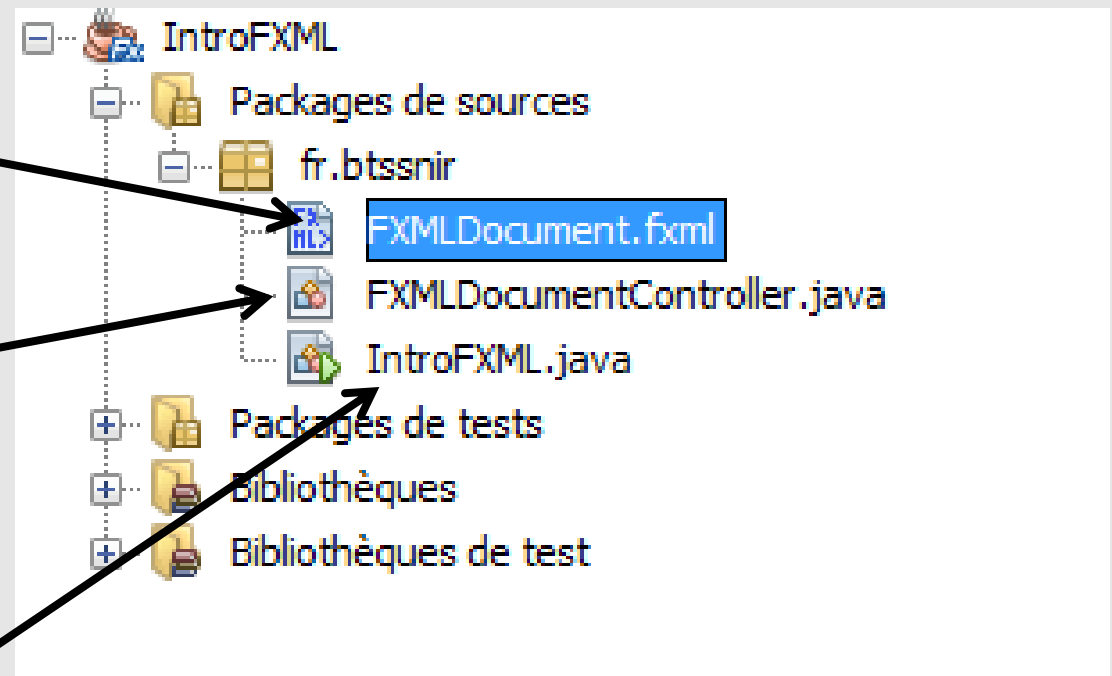 IntroFXML
Packages de sources
fr.btssnir
FXMLDocument.fxml
FXMLDocumentController.java
IntroFXML.java
Packages de tests
Bibliothèques
Bibliothèques de test